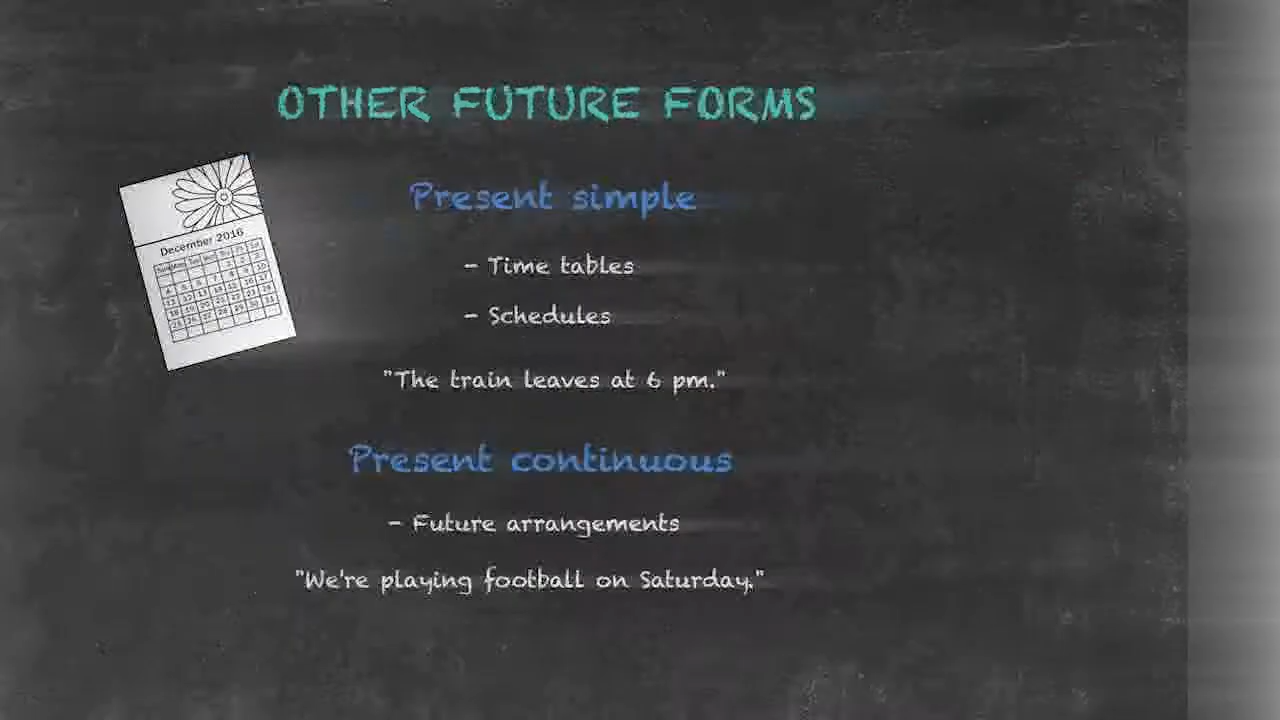 OTHER FUTURE FORMS
Present simple
- Time tables
- Schedules
"The train leaves at 6 pm."
Present continuous
- Future arrangements
"We're playing football on Saturday."
December 2016